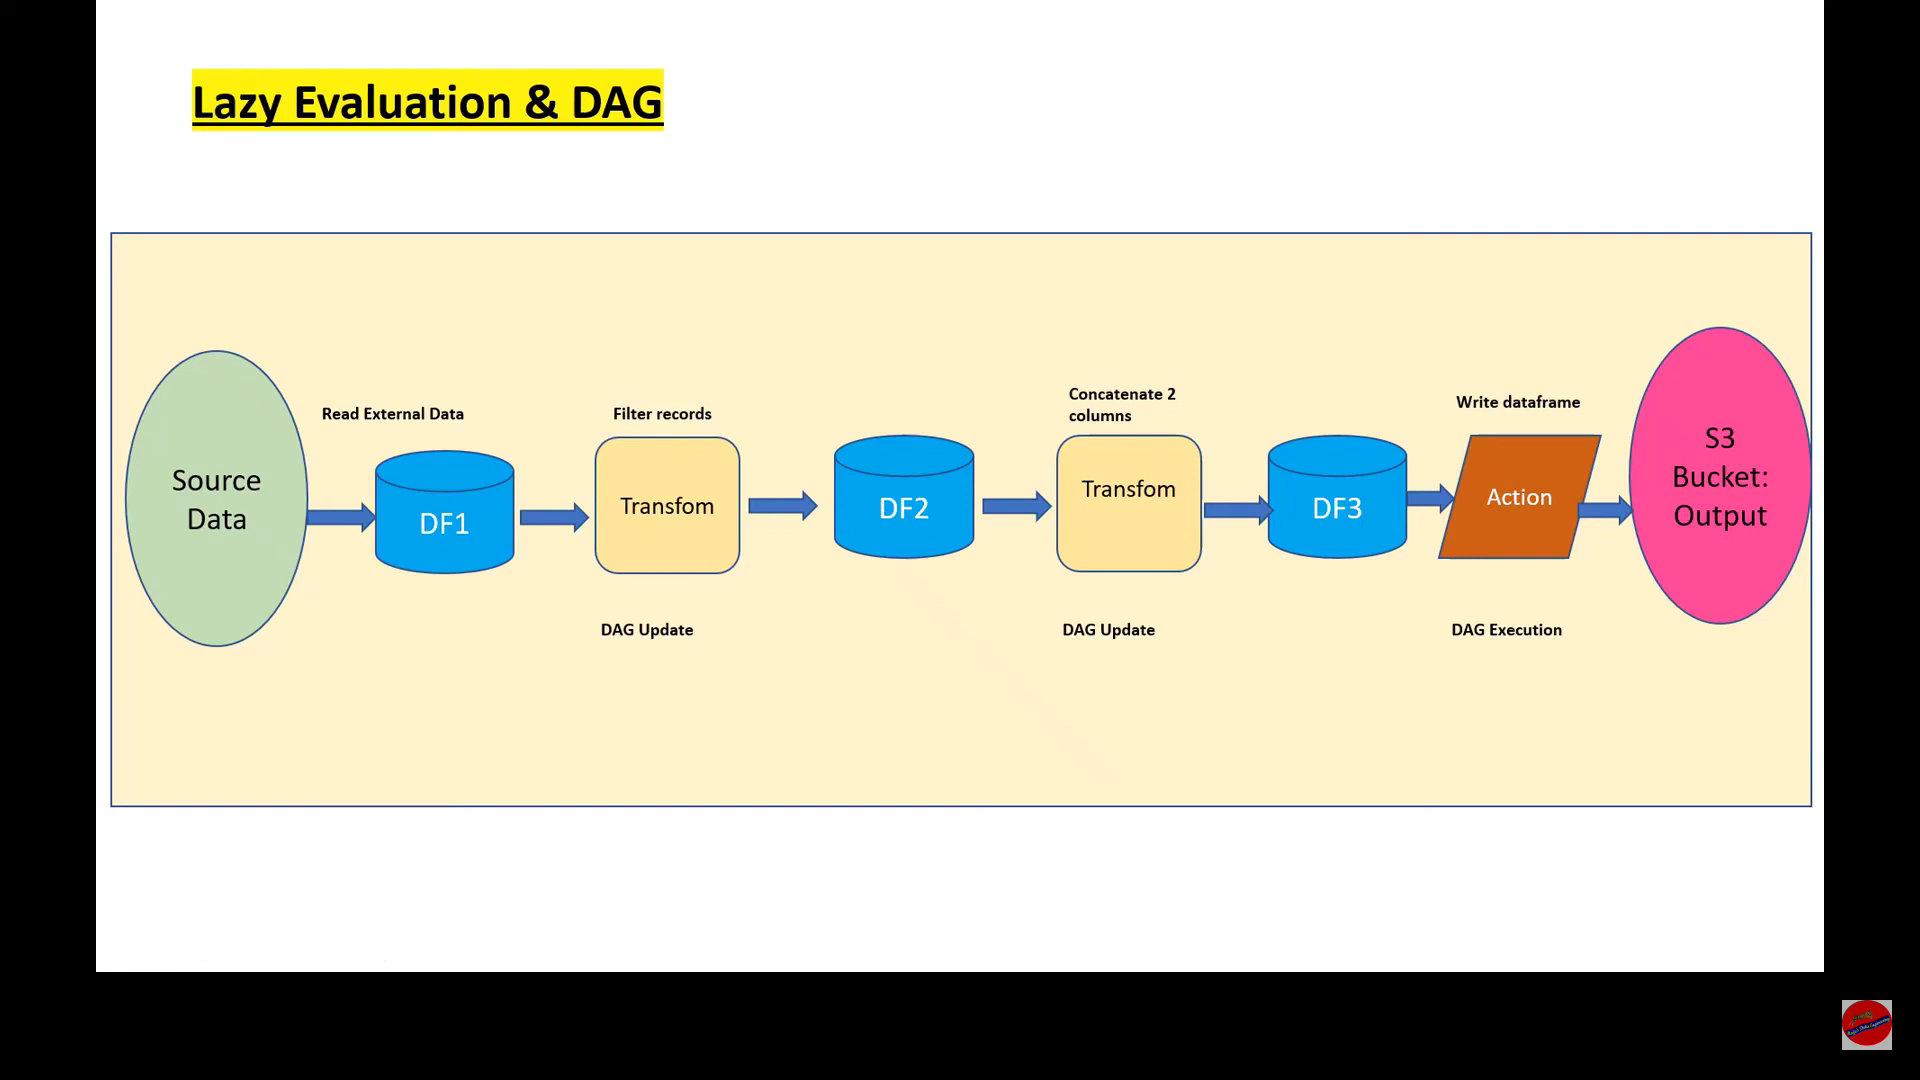 Lazy Evaluation & DAG
Read External Data
Filter records
Concatenate 2
columns
Write dataframe
Source
Data
DF1
Transfom
DF2
Transfom
DF3
Action
S3
Bucket:
Output
DAG Update
DAG Update
DAG Execution